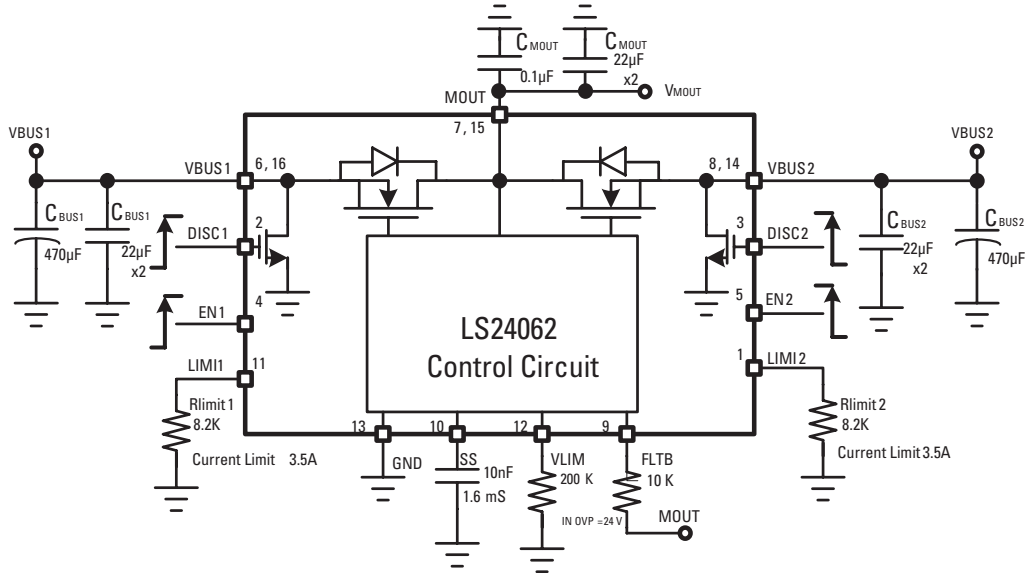 C MOUT
0.1µF
C MOUT
22µF
x2
VMOUT
MOUT
7, 15
VBUS1
VBUS1
6, 16
8, 14
VBUS2
VBUS2
C BUS1
470µF
C BUS1
22µF
x2
DISC1
2
3
DISC2
C BUS2
22µF
x2
C BUS2
470µF
EN1
4
5
EN2
LS24062
Control Circuit
LIMI1
11
1
LIMI2
Rlimit 1
8.2K
Current Limit 3.5A
Rlimit 2
8.2K
Current Limit 3.5A
13
10
12
9
GND
SS
10nF
1.6 mS
VLIM
200 K
FLTB
10 K
IN OVP =24 V
MOUT